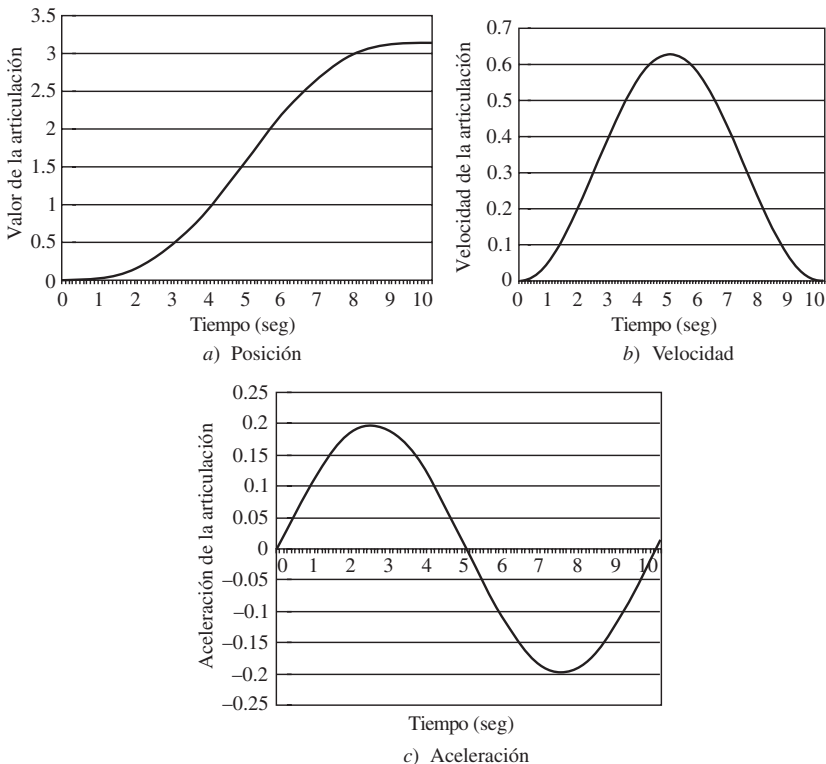 3.5
3
2.5
2
1.5
1
0.5
0
Valor de la articulación
0 1 2 3 4 5 6 7 8 9 10
Tiempo (seg)
a) Posición
0.7
0.6
0.5
0.4
0.3
0.2
0.1
0
Velocidad de la articulación
0 1 2 3 4 5 6 7 8 9 10
Tiempo (seg)
b) Velocidad
0.25
0.2
0.15
0.1
0.05
0
–0.05
–0.1
–0.15
–0.2
–0.25
Aceleración de la articulación
0 1 2 3 4 5 6 7 8 9 10
Tiempo (seg)
c) Aceleración